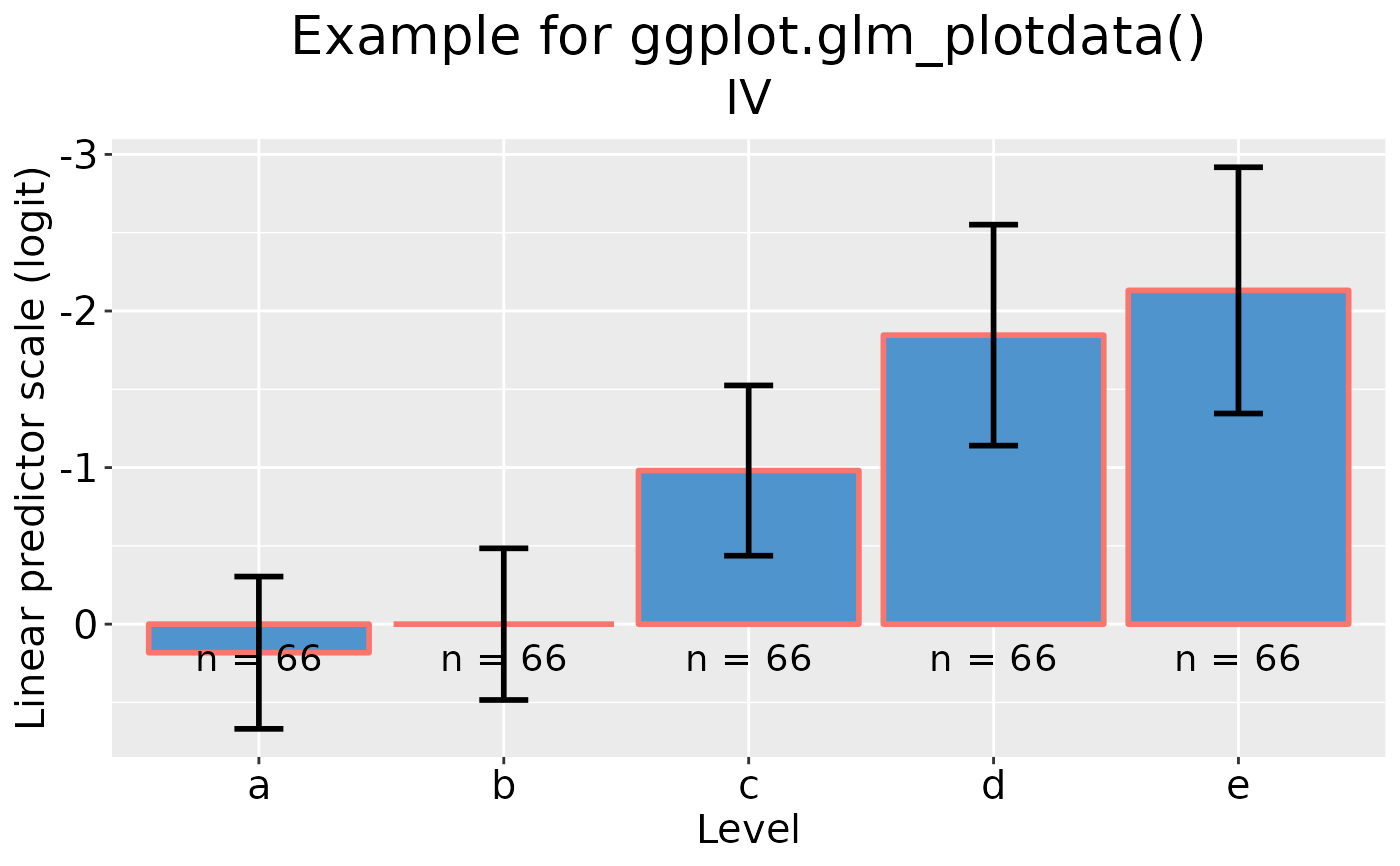 Example for ggplot.glm_plotdata()
IV
Linear predictor scale (logit)
-3
-2
-1
0
n = 66
n = 66
n = 66
n = 66
n = 66
a
b
c
d
e
Level